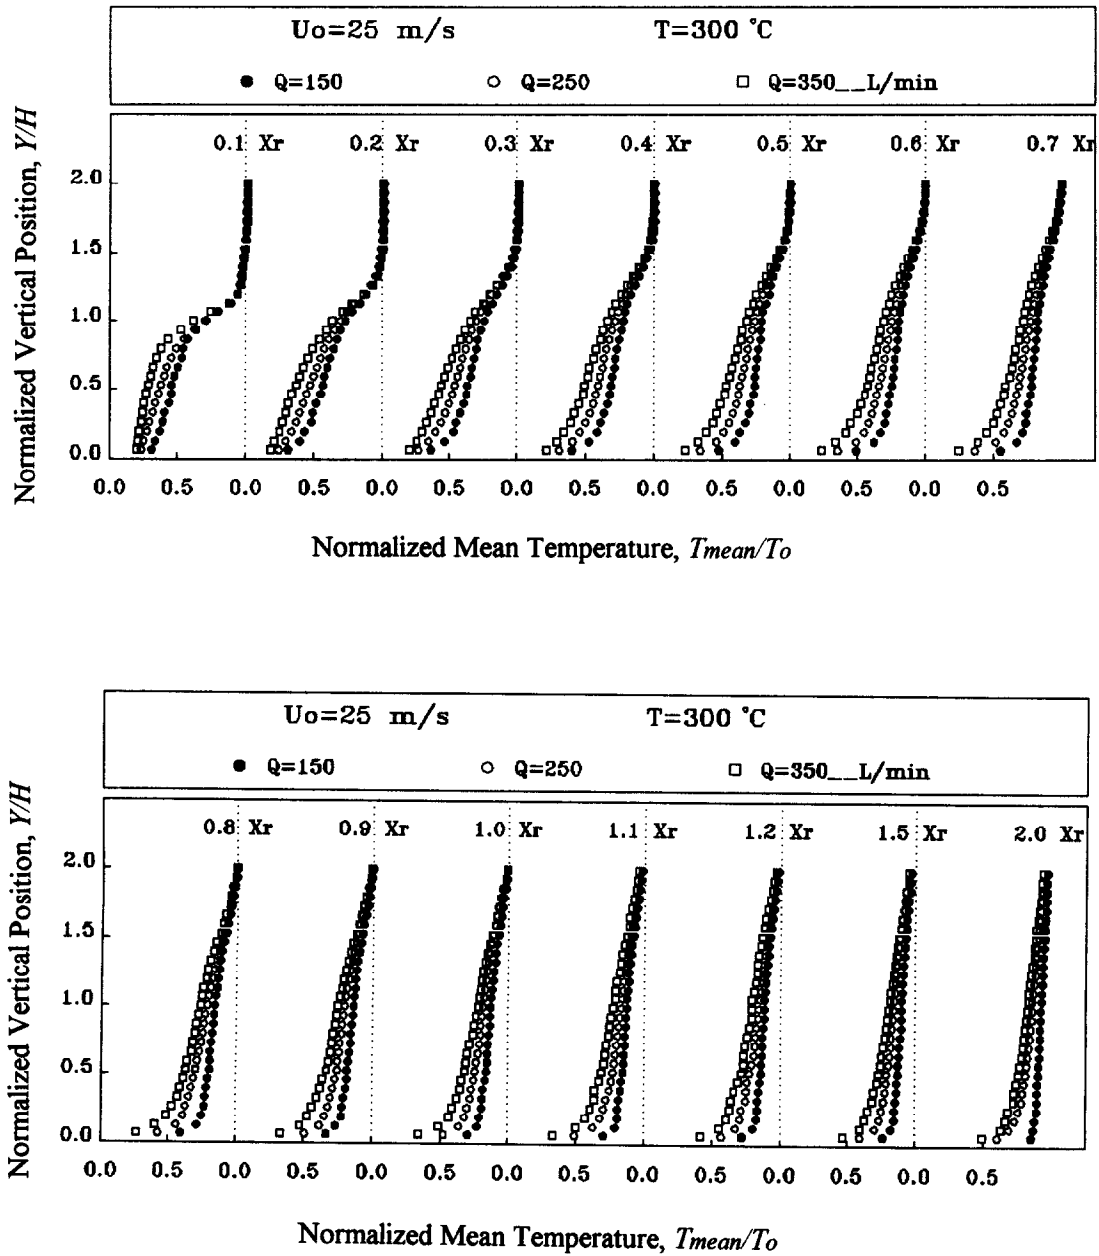 Uo=25 m/s T=300 °C
● Q=150 ○ Q=250 □ Q=350__L/min
Normalized Vertical Position, Y/H
0.1 Xr 0.2 Xr 0.3 Xr 0.4 Xr 0.5 Xr 0.6 Xr 0.7 Xr
2.0
1.5
1.0
0.5
0.0
0.0 0.5 0.0 0.5 0.0 0.5 0.0 0.5 0.0 0.5 0.0 0.5 0.0 0.5
Normalized Mean Temperature, Tmean/To
Uo=25 m/s T=300 °C
● Q=150 ○ Q=250 □ Q=350__L/min
Normalized Vertical Position, Y/H
0.8 Xr 0.9 Xr 1.0 Xr 1.1 Xr 1.2 Xr 1.5 Xr 2.0 Xr
2.0
1.5
1.0
0.5
0.0
0.0 0.5 0.0 0.5 0.0 0.5 0.0 0.5 0.0 0.5 0.0 0.5 0.0 0.5
Normalized Mean Temperature, Tmean/To